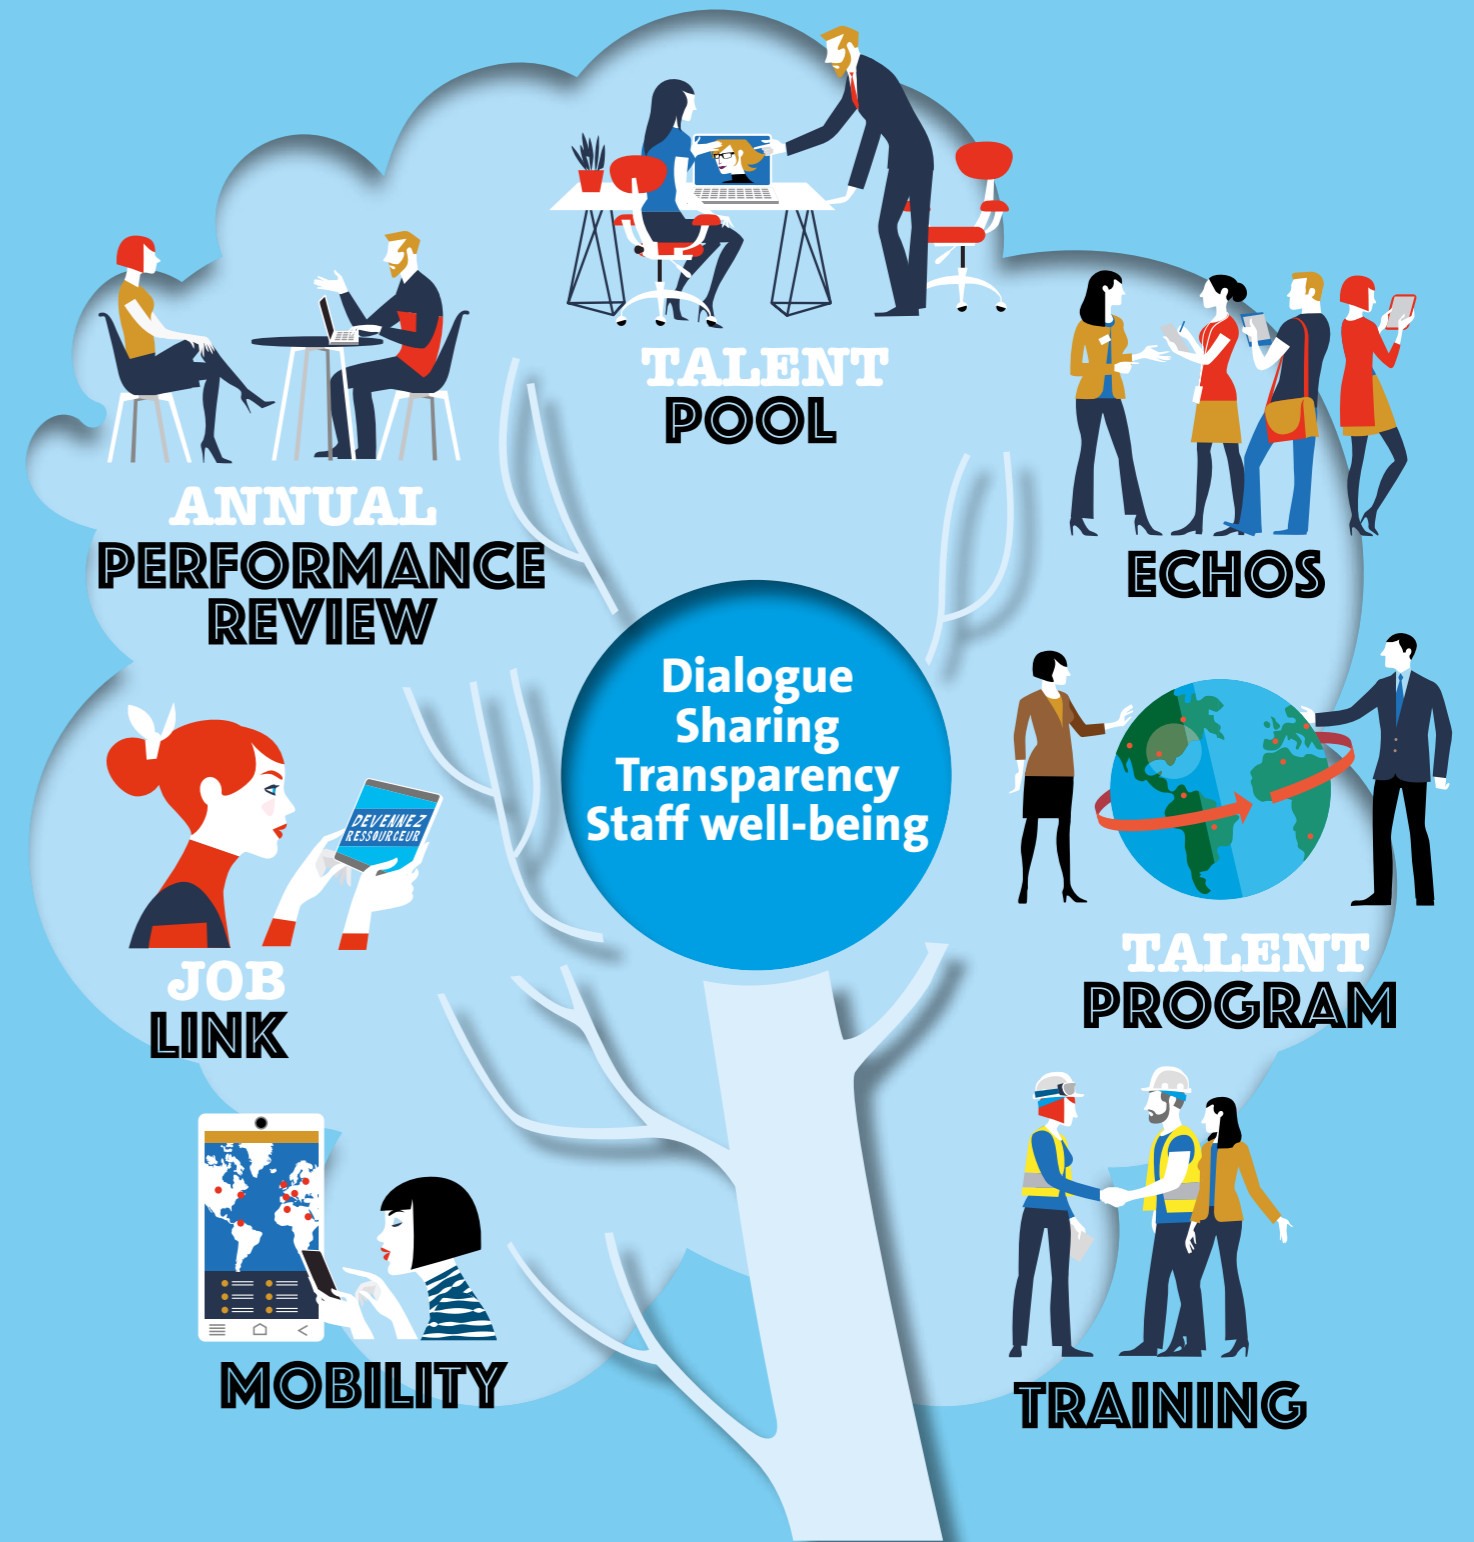 TALENT
POOL
ANNUAL
PERFORMANCE
REVIEW
ECHOS
Dialogue
Sharing
Transparency
Staff well-being
DEVENNEZ
RESSOURCEUR
JOB
LINK
TALENT
PROGRAM
MOBILITY
TRAINING